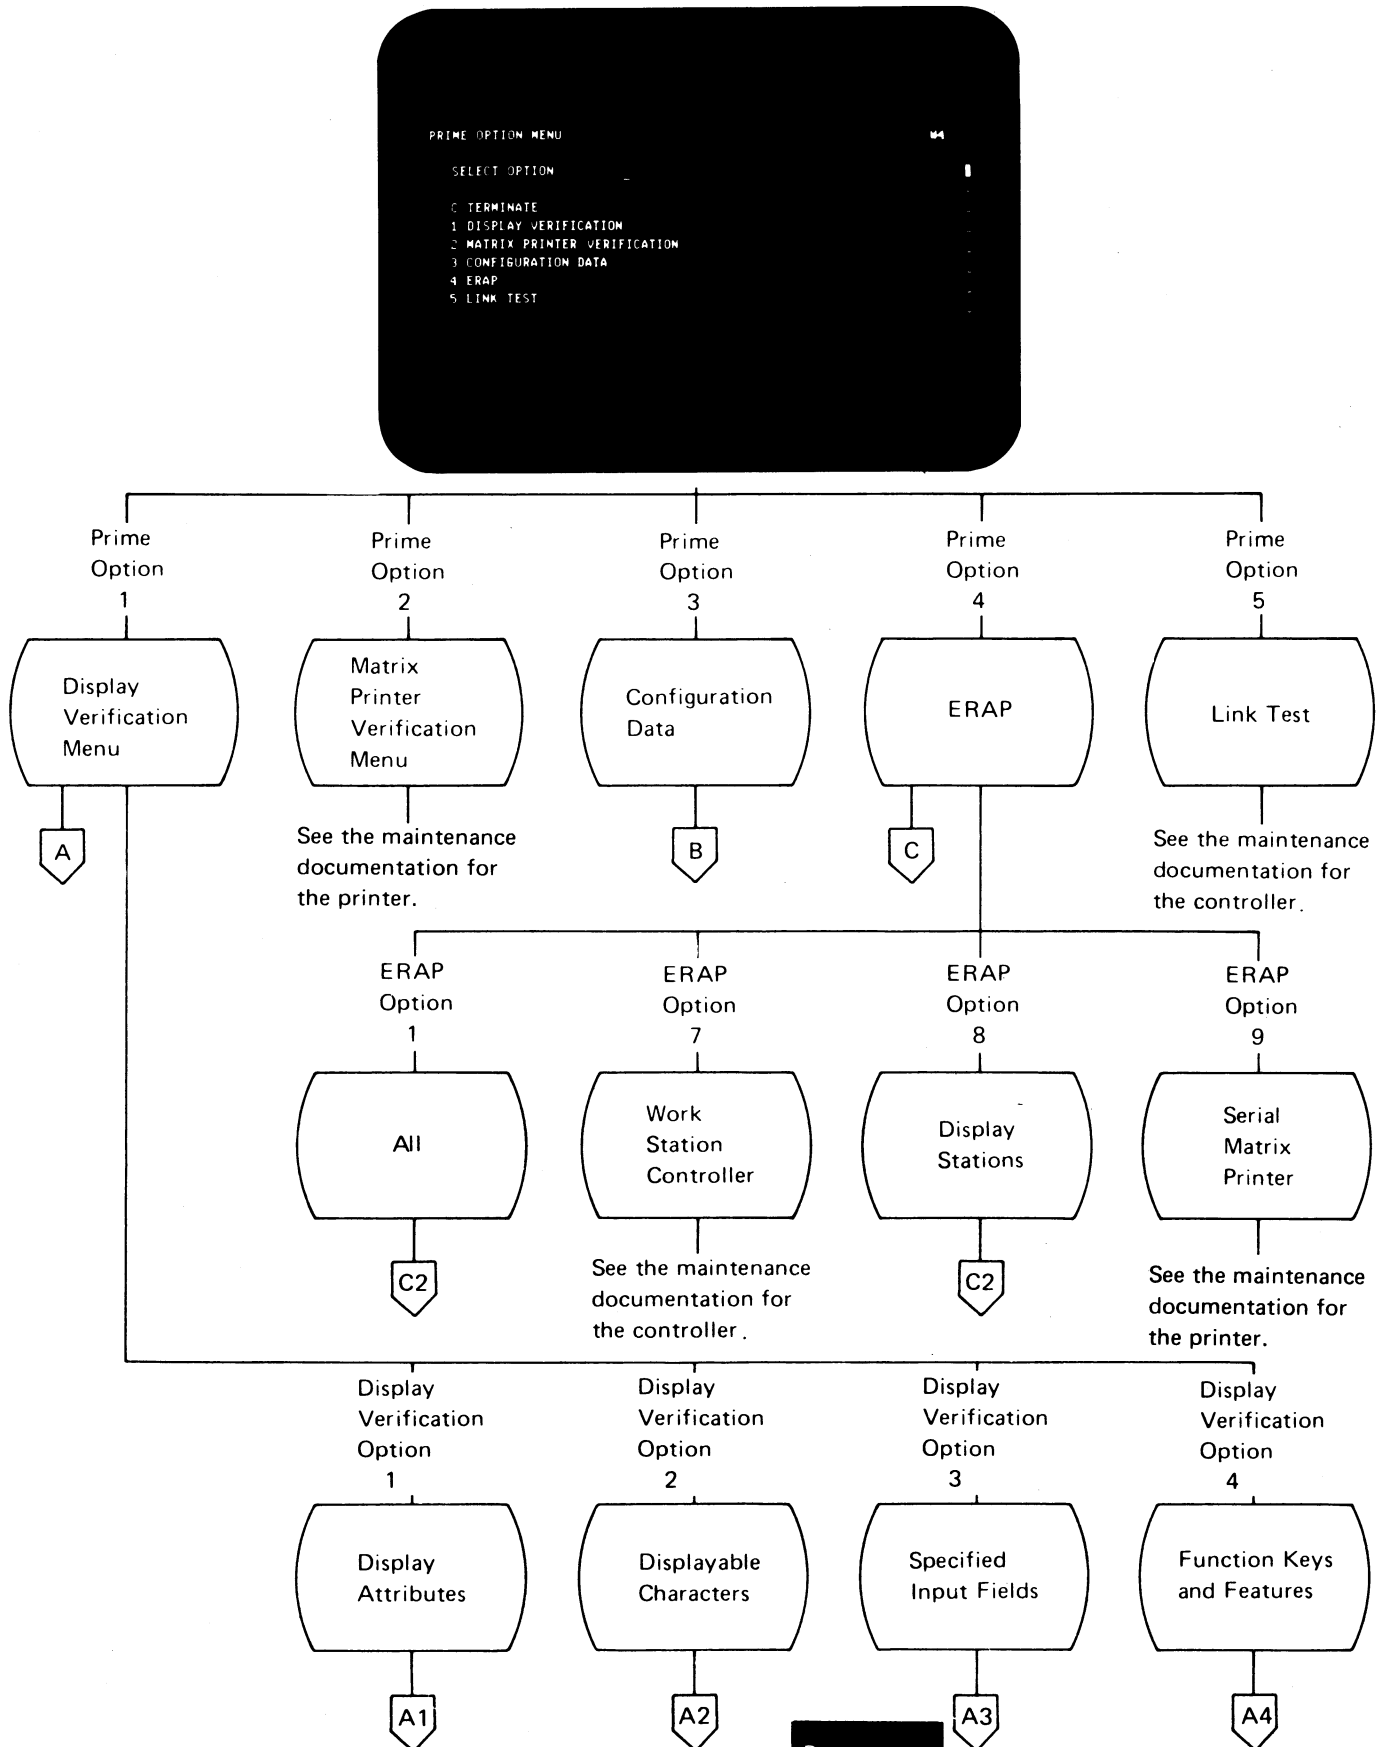 PRIME OPTION MENU
SELECT OPTION
C TERMINATE
1 DISPLAY VERIFICATION
2 MATRIX PRINTER VERIFICATION
3 CONFIGURATION DATA
4 ERAP
5 LINK TEST
Prime
Option
1
Prime
Option
2
Prime
Option
3
Prime
Option
4
Prime
Option
5
Display
Verification
Menu
Matrix
Printer
Verification
Menu
Configuration
Data
ERAP
Link Test
A
See the maintenance
documentation for
the printer.
B
C
See the maintenance
documentation for
the controller.
ERAP
Option
1
ERAP
Option
7
ERAP
Option
8
ERAP
Option
9
All
Work
Station
Controller
Display
Stations
Serial
Matrix
Printer
C2
See the maintenance
documentation for
the controller.
C2
See the maintenance
documentation for
the printer.
Display
Verification
Option
1
Display
Verification
Option
2
Display
Verification
Option
3
Display
Verification
Option
4
Display
Attributes
Displayable
Characters
Specified
Input Fields
Function Keys
and Features
A1
A2
A3
A4